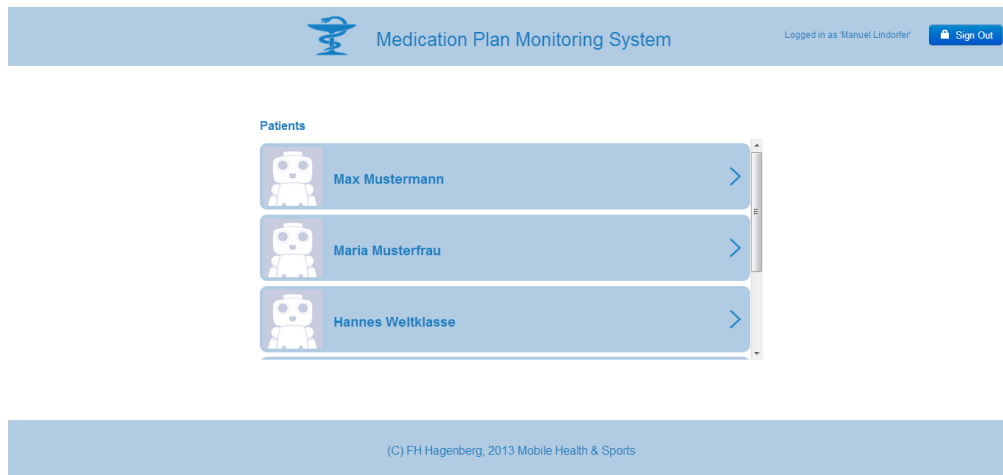 Medication Plan Monitoring System
Logged in as 'Manuel Lindorfer'
Sign Out
Patients
Max Mustermann
Maria Musterfrau
Hannes Weltklasse
(C) FH Hagenberg, 2013 Mobile Health & Sports